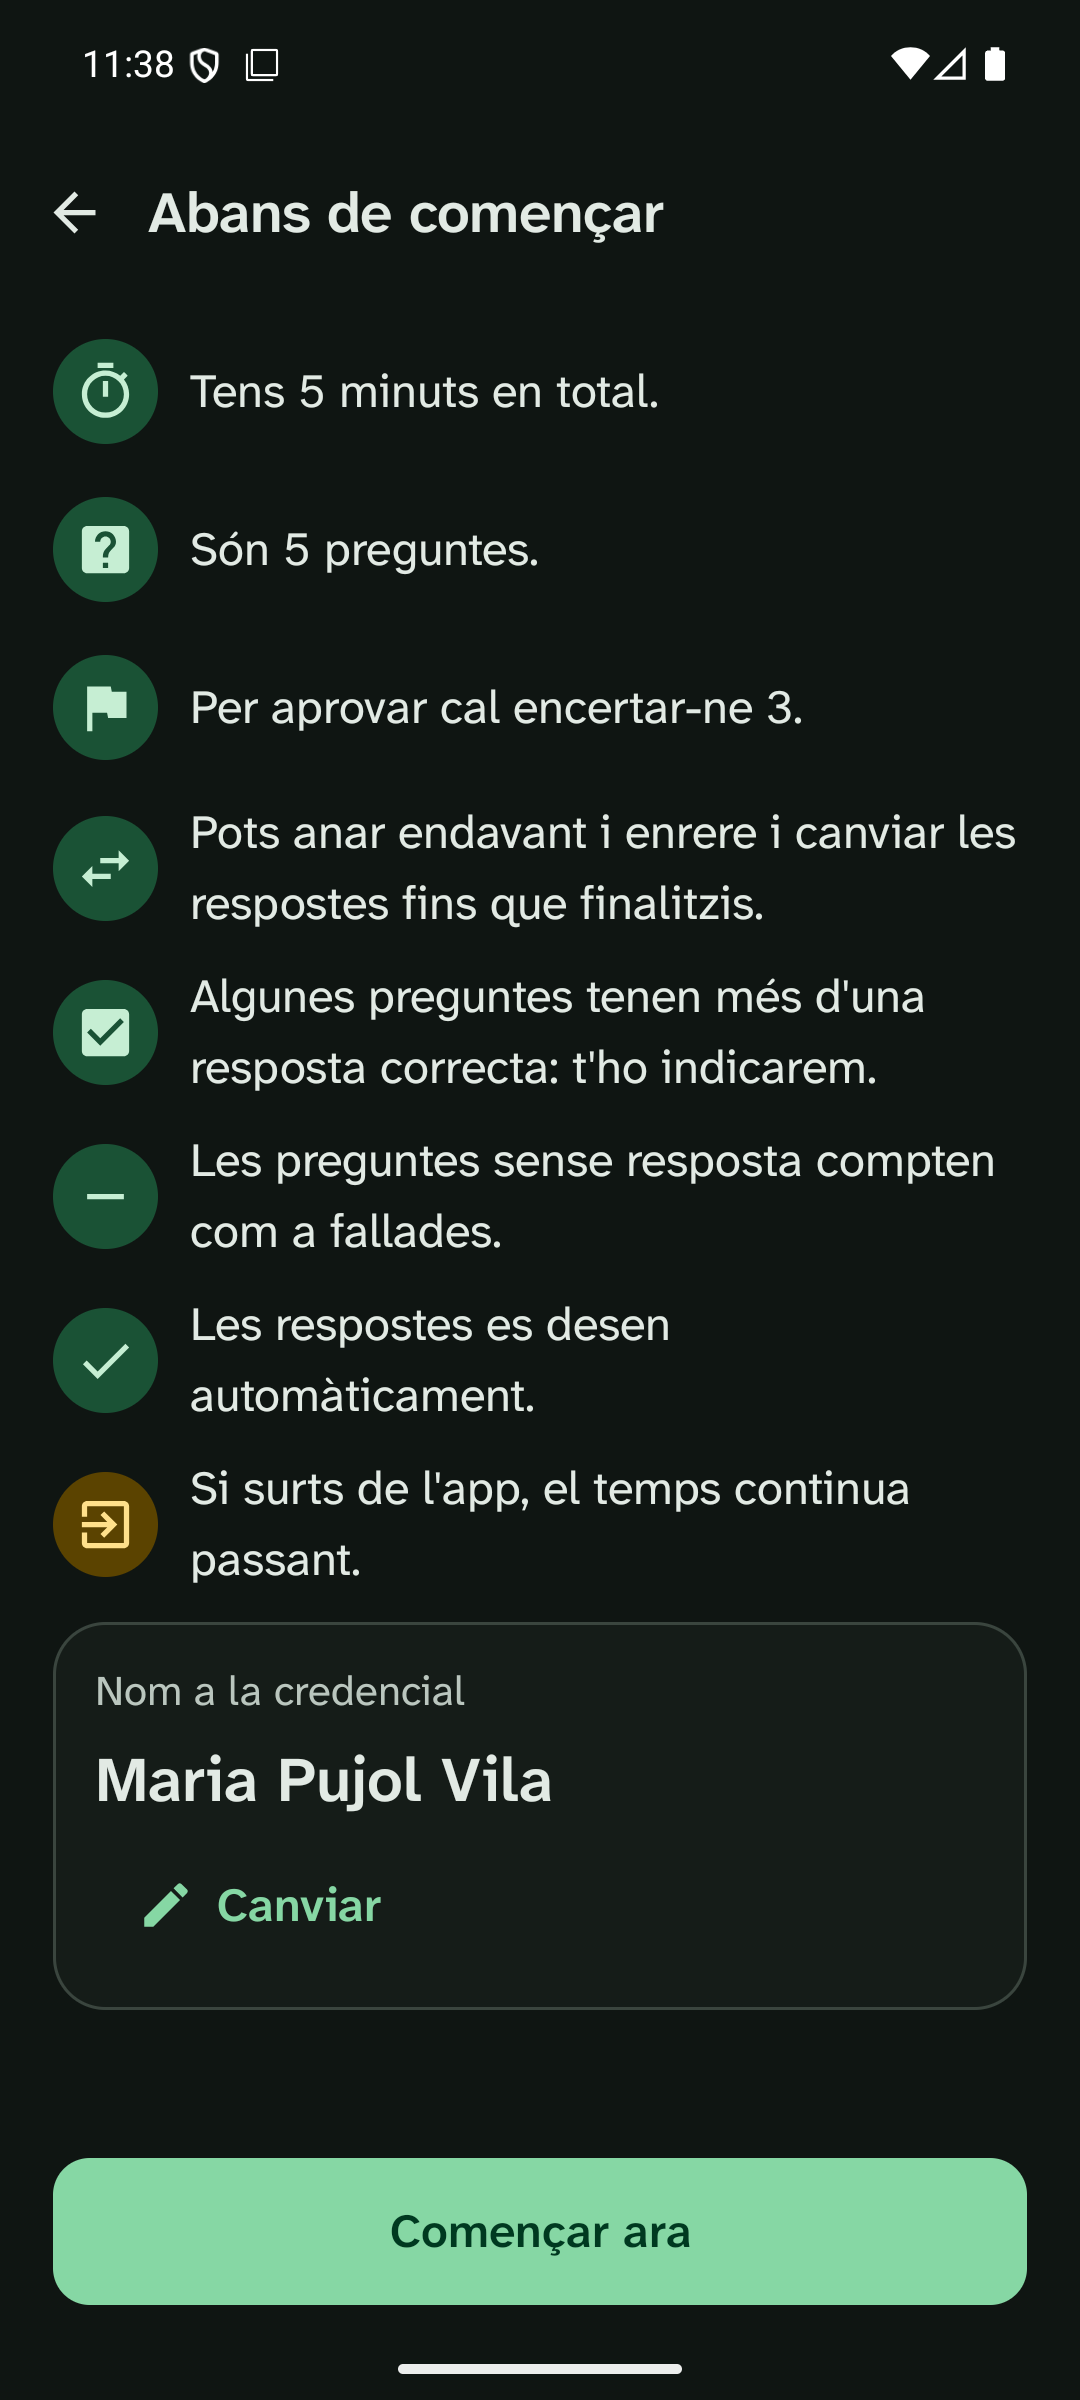 11:38
Abans de començar
Tens 5 minuts en total.
Són 5 preguntes.
Per aprovar cal encertar-ne 3.
Pots anar endavant i enrere i canviar les
respostes fins que finalitzis.
Algunes preguntes tenen més d'una
resposta correcta: t'ho indicarem.
Les preguntes sense resposta compten
com a fallades.
Les respostes es desen
automàticament.
Si surts de l'app, el temps continua
passant.
Nom a la credencial
Maria Pujol Vila
Canviar
Començar ara